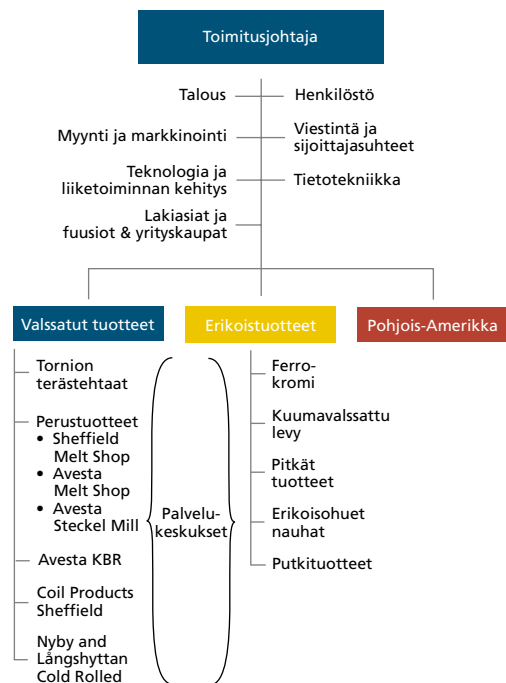 Toimitusjohtaja
Talous
Henkilöstö
Myynti ja markkinointi
Viestintä ja
sijoittajasuhteet
Teknologia ja
liiketoiminnan kehitys
Tietotekniikka
Lakiasiat ja
fuusiot & yrityskaupat
Valssatut tuotteet
Erikoistuotteet
Pohjois-Amerikka
Tornion
terästehtaat
Perustuotteet
• Sheffield
Melt Shop
• Avesta
Melt Shop
• Avesta
Steckel Mill
Avesta KBR
Coil Products
Sheffield
Nyby and
Långshyttan
Cold Rolled
Palvelu-
keskukset
Ferro-
kromi
Kuumavalssattu
levy
Pitkät
tuotteet
Erikoisohuet
nauhat
Putkituotteet